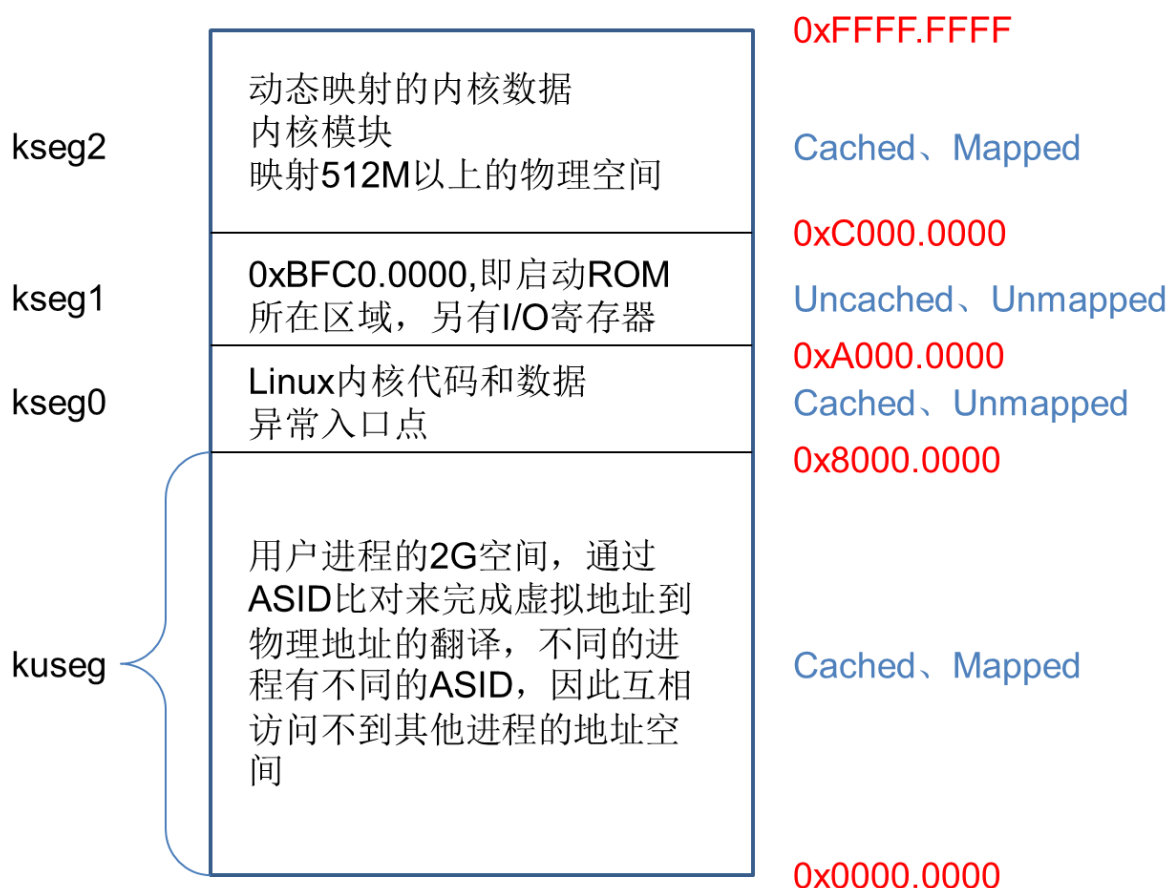 0xFFFF.FFFF
动态映射的内核数据
内核模块
映射512M以上的物理空间
kseg2
Cached、Mapped
0xC000.0000
0xBFC0.0000,即启动ROM
所在区域，另有I/O寄存器
kseg1
Uncached、Unmapped
0xA000.0000
Linux内核代码和数据
异常入口点
kseg0
Cached、Unmapped
0x8000.0000
用户进程的2G空间，通过
ASID比对来完成虚拟地址到
物理地址的翻译，不同的进
程有不同的ASID，因此互相
访问不到其他进程的地址空
间
kuseg
Cached、Mapped
0x0000.0000